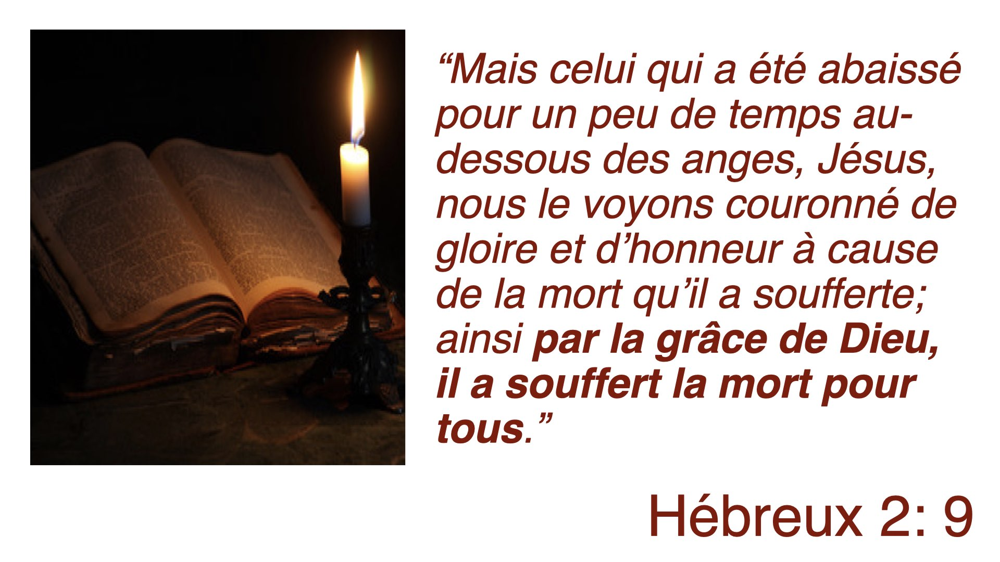 “Mais celui qui a été abaissé
pour un peu de temps au-
dessous des anges, Jésus,
nous le voyons couronné de
gloire et d’honneur à cause
de la mort qu’il a soufferte;
ainsi par la grâce de Dieu,
il a souffert la mort pour
tous.”
Hébreux 2: 9